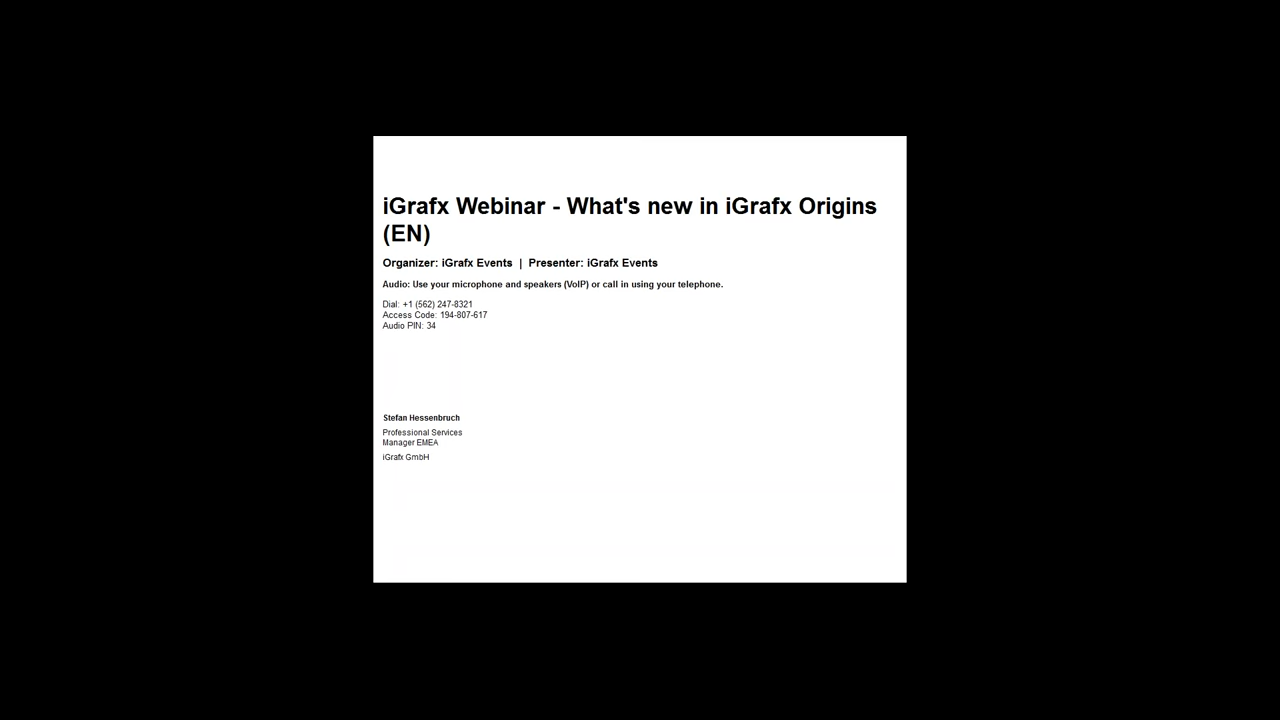 iGrafx Webinar - What's new in iGrafx Origins
(EN)
Organizer: iGrafx Events | Presenter: iGrafx Events
Audio: Use your microphone and speakers (VoIP) or call in using your telephone.
Dial: +1 (562) 247-8321
Access Code: 194-807-617
Audio PIN: 34
Stefan Hessenbruch
Professional Services
Manager EMEA
iGrafx GmbH